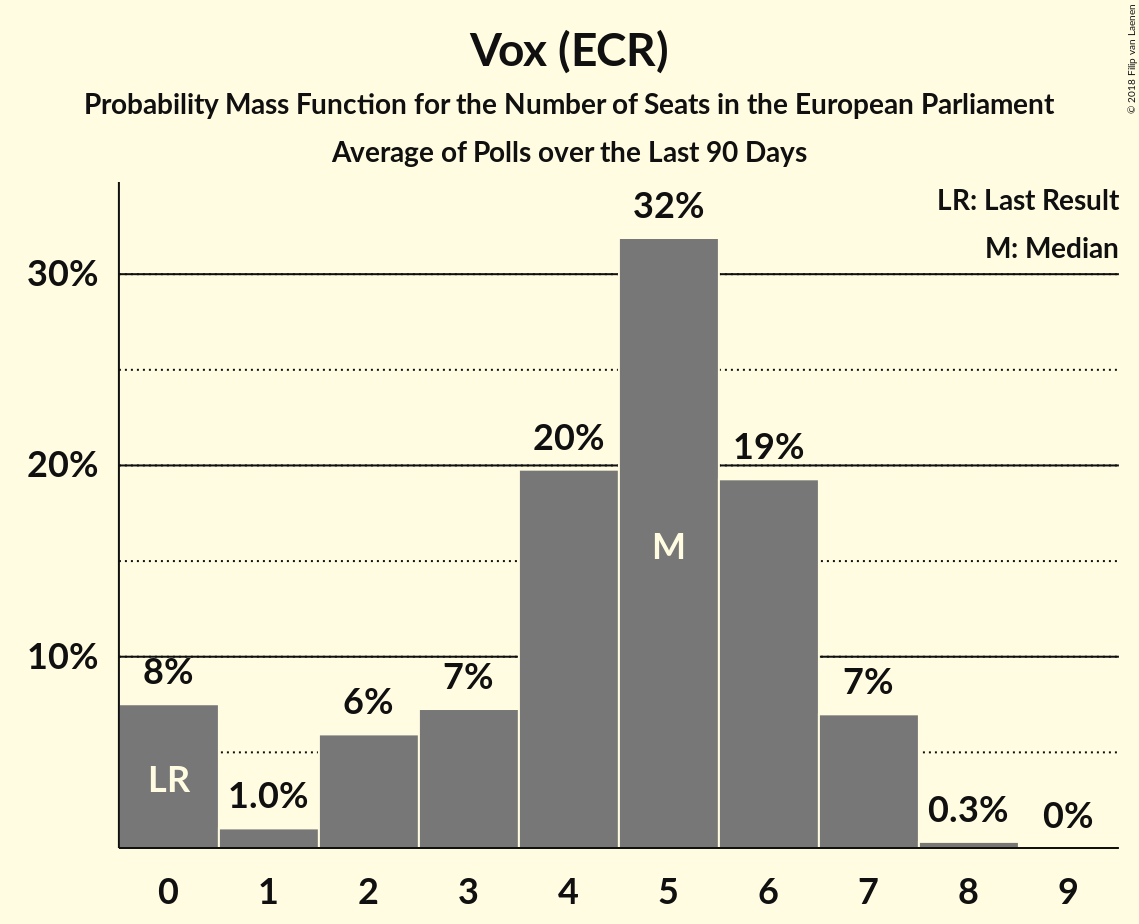 Vox (ECR)
Probability Mass Function for the Number of Seats in the European Parliament
Average of Polls over the Last 90 Days
© 2018 Filip van Laenen
LR: Last Result
M: Median
30%
20%
10%
8%
1.0%
6%
7%
20%
32%
19%
7%
0.3%
0%
LR
M
0 1 2 3 4 5 6 7 8 9